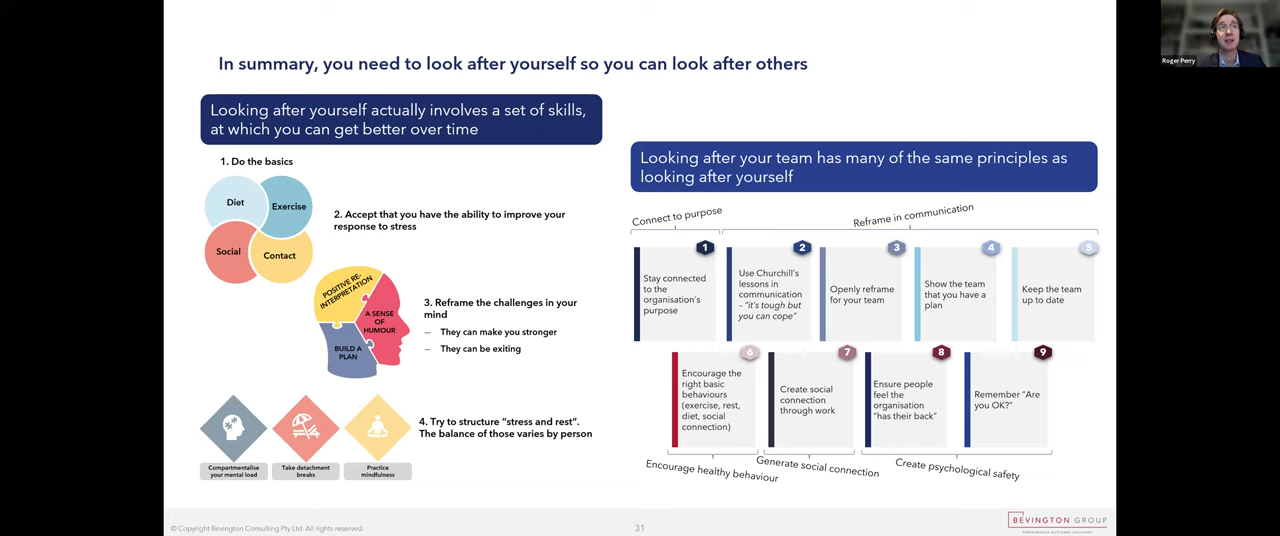 In summary, you need to look after yourself so you can look after others
Roger Perry
Looking after yourself actually involves a set of skills,
at which you can get better over time
1. Do the basics
Diet
Exercise
Social
Contact
2. Accept that you have the ability to improve your
response to stress
POSITIVE RE-
INTERPRETATION
A SENSE
OF
HUMOUR
BUILD A
PLAN
3. Reframe the challenges in your
mind
— They can make you stronger
— They can be exiting
4. Try to structure “stress and rest”.
The balance of those varies by person
Compartmentalise
your mental load
Take detachment
breaks
Practice
mindfulness
Looking after your team has many of the same principles as
looking after yourself
Connect to purpose
Reframe in communication
1
Stay connected
to the
organisation's
purpose
2
Use Churchill's
lessons in
communication
– “it's tough but
you can cope”
3
Openly reframe
for your team
4
Show the team
that you have a
plan
5
Keep the team
up to date
6
Encourage the
right basic
behaviours
(exercise, rest,
diet, social
connection)
7
Create social
connection
through work
8
Ensure people
feel the
organisation
“has their back”
9
Remember “Are
you OK?”
Encourage healthy behaviour
Generate social connection
Create psychological safety
© Copyright Bevington Consulting Pty Ltd. All rights reserved.
31
BEVINGTON GROUP
PERFORMANCE OUTCOMES DELIVERED